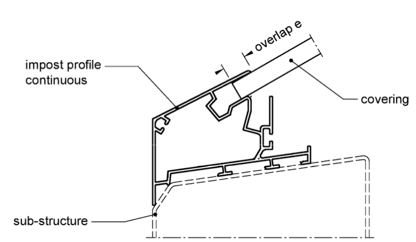 overlap e
impost profile
continuous
covering
sub-structure